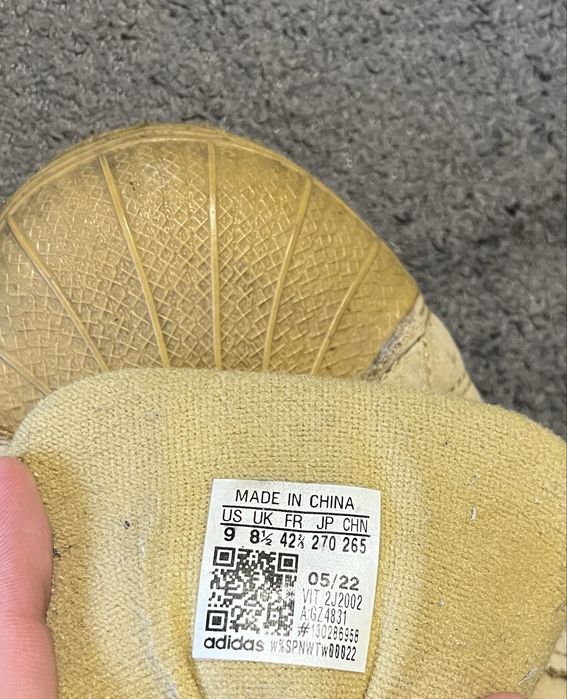 MADE IN CHINA
US UK FR JP CHN
9 8½ 42⅔ 270 265
05/22
VIT 2J2002
A:GZ4831
#130286958
adidas W%SPNWTW00022